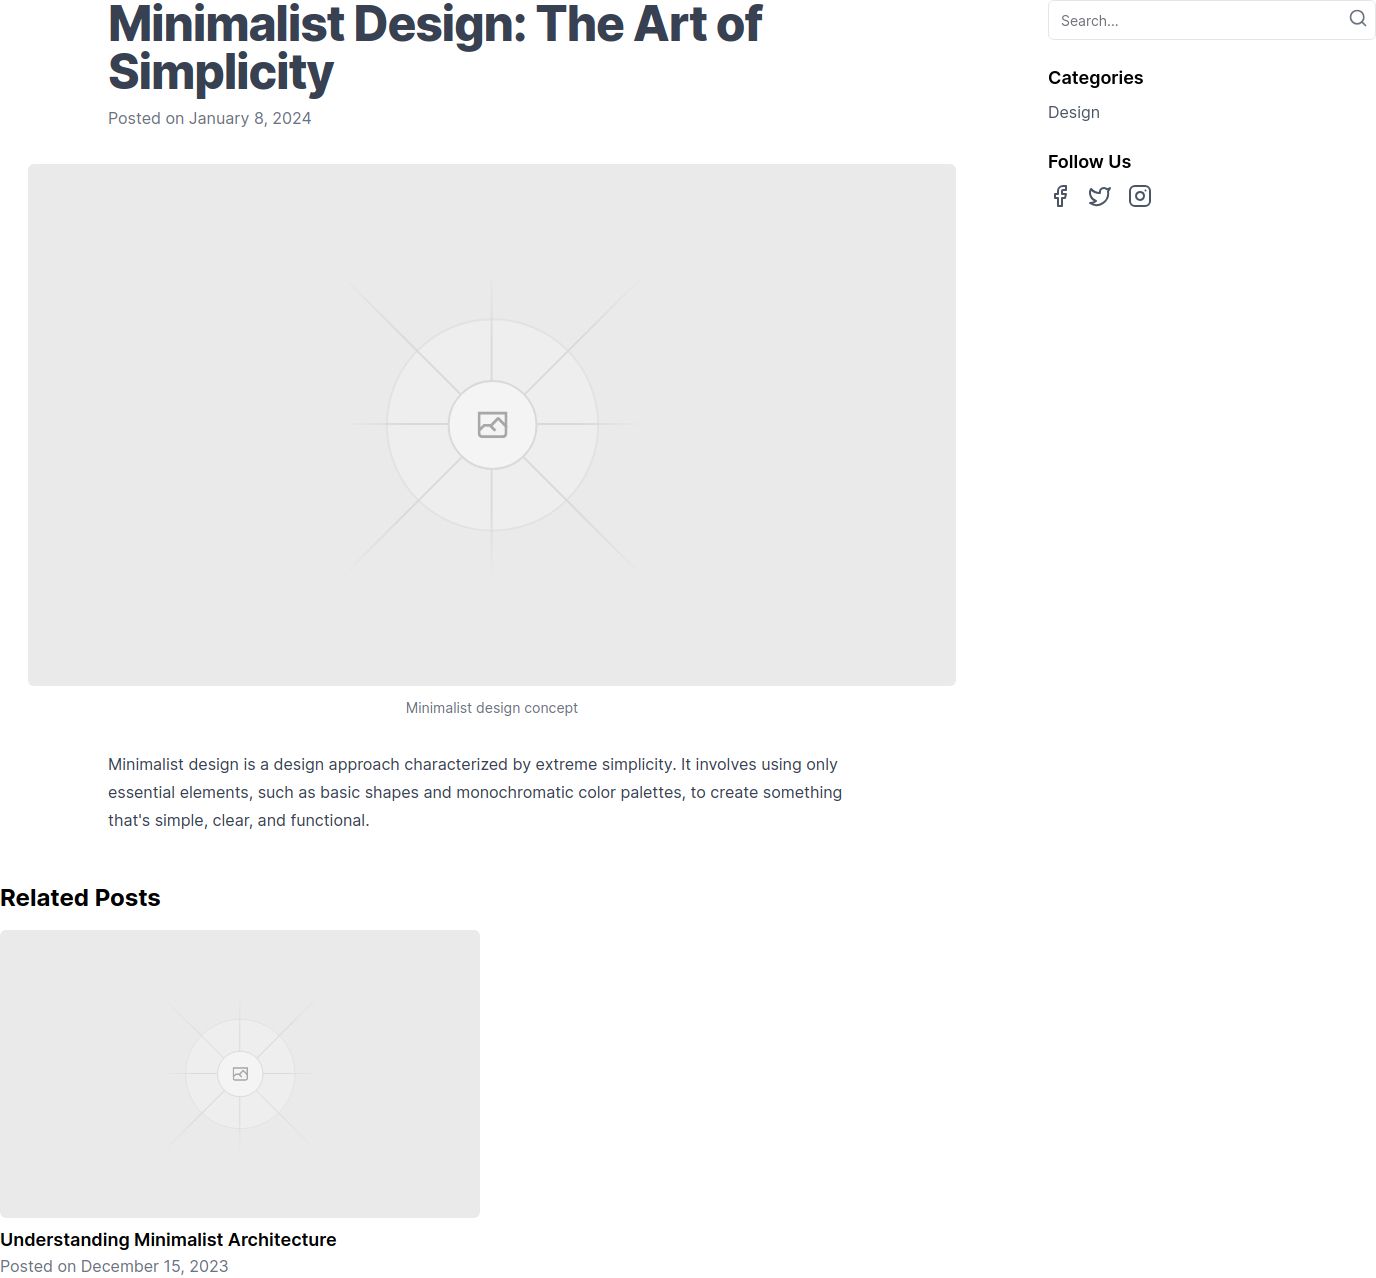 Minimalist Design: The Art of
Simplicity
Posted on January 8, 2024
Minimalist design concept
Minimalist design is a design approach characterized by extreme simplicity. It involves using only
essential elements, such as basic shapes and monochromatic color palettes, to create something
that's simple, clear, and functional.
Related Posts
Understanding Minimalist Architecture
Posted on December 15, 2023
Search...
Categories
Design
Follow Us